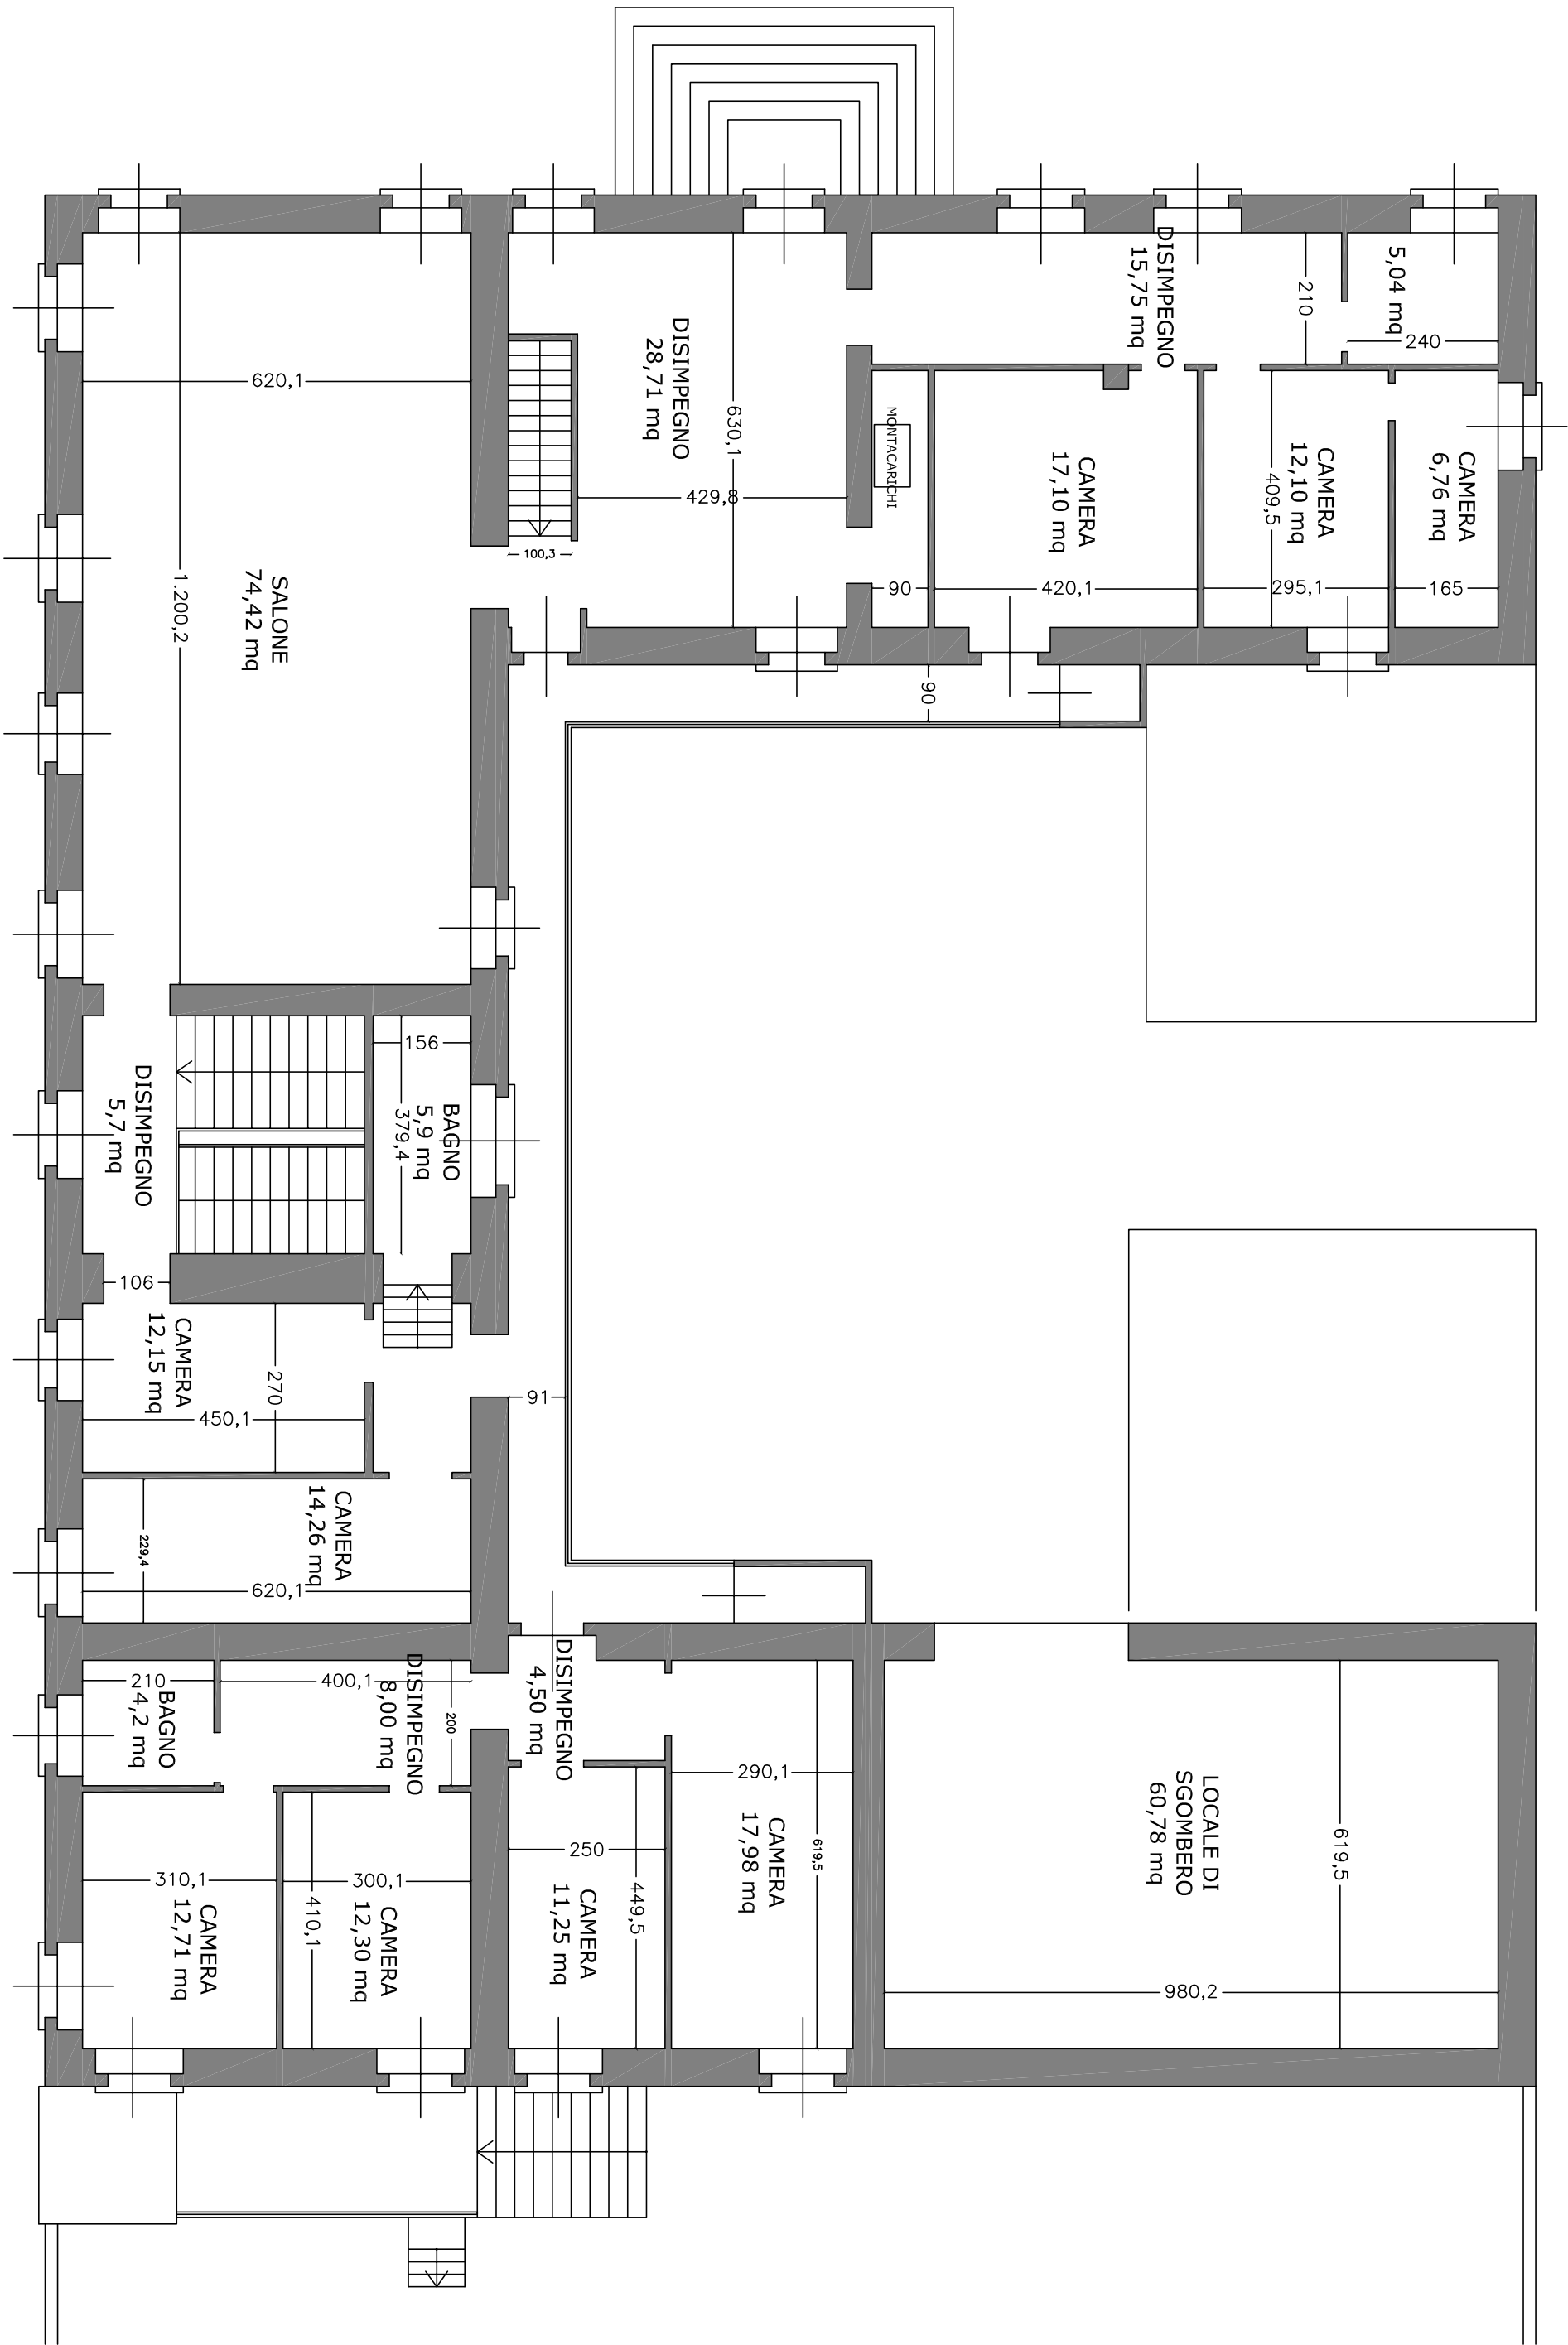 DISIMPEGNO
15,75 mq
5,04 mq
210
240
DISIMPEGNO
28,71 mq
630,1
429,8
100,3
MONTACARICHI
90
CAMERA
17,10 mq
420,1
CAMERA
12,10 mq
409,5
295,1
CAMERA
6,76 mq
165
620,1
1.200,2
SALONE
74,42 mq
90
156
BAGNO
5,9 mq
379,4
DISIMPEGNO
5,7 mq
106
CAMERA
12,15 mq
270
450,1
91
CAMERA
14,26 mq
229,4
620,1
210
BAGNO
4,2 mq
400,1
DISIMPEGNO
8,00 mq
200
DISIMPEGNO
4,50 mq
290,1
CAMERA
17,98 mq
619,5
LOCALE DI
SGOMBERO
60,78 mq
619,5
980,2
310,1
CAMERA
12,71 mq
300,1
410,1
CAMERA
12,30 mq
250
449,5
CAMERA
11,25 mq